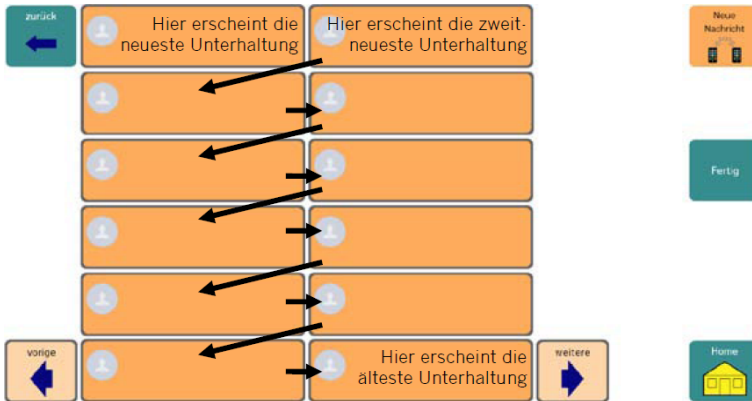 zurück
Hier erscheint die
neueste Unterhaltung
Hier erscheint die zweit-
neueste Unterhaltung
Neue
Nachricht
Fertig
vorige
Hier erscheint die
älteste Unterhaltung
weitere
Home